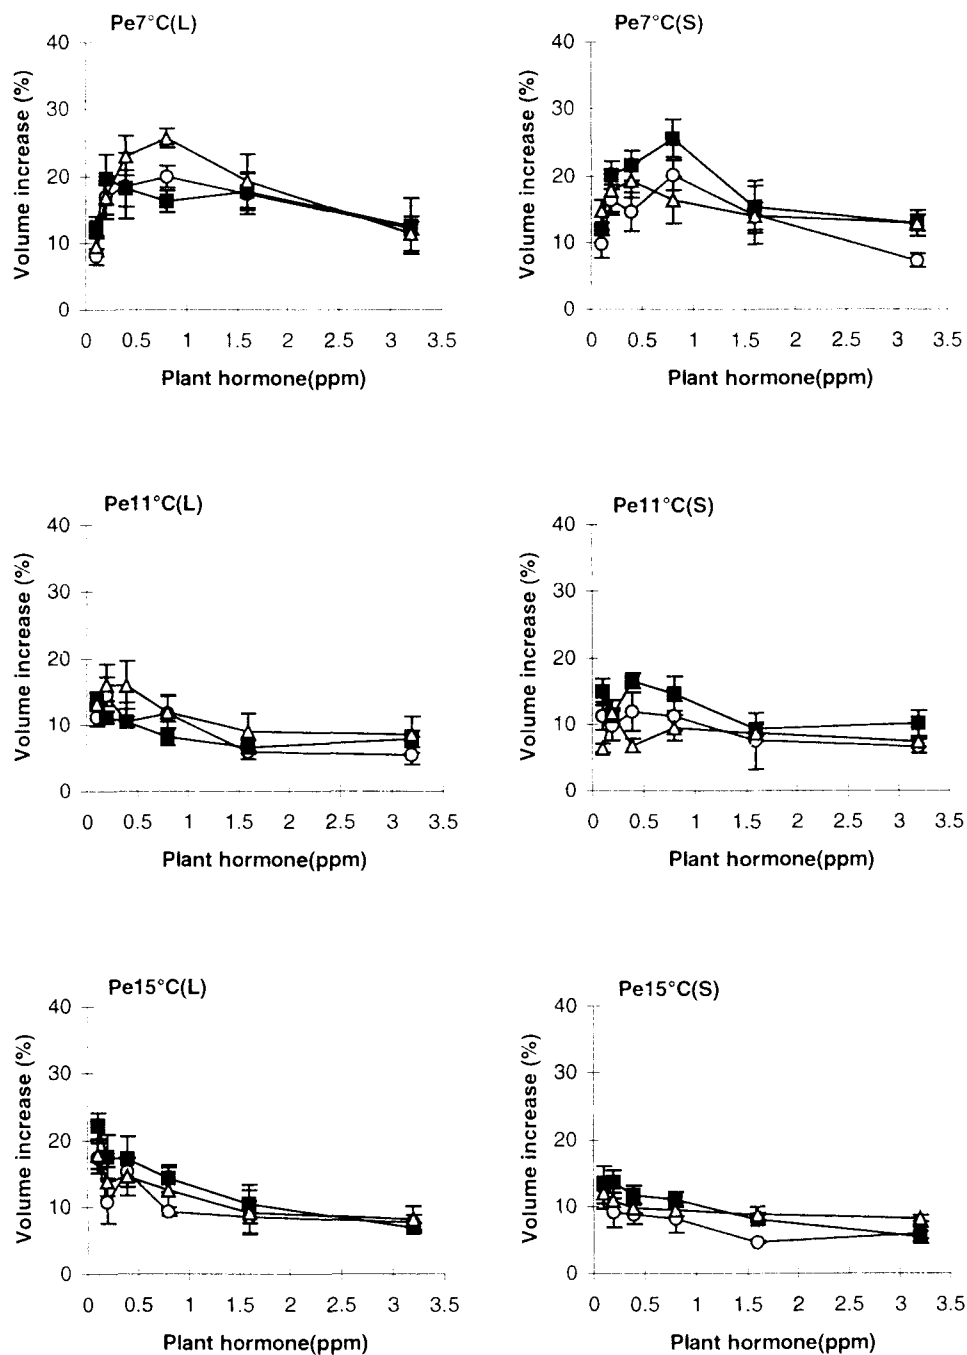 Pe7°C(L)
40
30
20
10
0
Volume increase (%)
0 0.5 1 1.5 2 2.5 3 3.5
Plant hormone(ppm)
Pe7°C(S)
40
30
20
10
0
Volume increase (%)
0 0.5 1 1.5 2 2.5 3 3.5
Plant hormone(ppm)
Pe11°C(L)
40
30
20
10
0
Volume increase (%)
0 0.5 1 1.5 2 2.5 3 3.5
Plant hormone(ppm)
Pe11°C(S)
40
30
20
10
0
Volume increase (%)
0 0.5 1 1.5 2 2.5 3 3.5
Plant hormone(ppm)
Pe15°C(L)
40
30
20
10
0
Volume increase (%)
0 0.5 1 1.5 2 2.5 3 3.5
Plant hormone(ppm)
Pe15°C(S)
40
30
20
10
0
Volume increase (%)
0 0.5 1 1.5 2 2.5 3 3.5
Plant hormone(ppm)